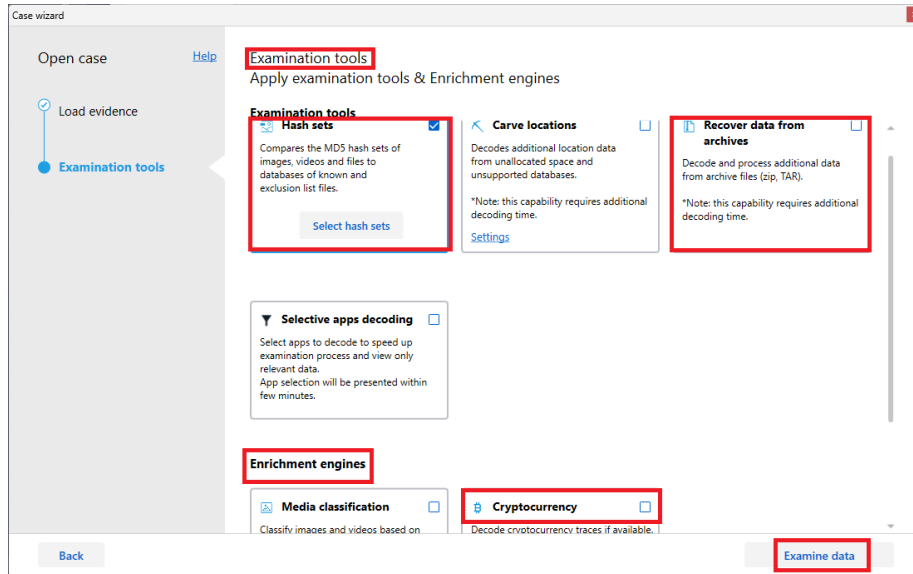 Case wizard
Open case
Help
Load evidence
Examination tools
Examination tools
Apply examination tools & Enrichment engines
Examination tools
Hash sets
Compares the MD5 hash sets of
images, videos and files to
databases of known and
exclusion list files.
Select hash sets
Carve locations
Decodes additional location data
from unallocated space and
unsupported databases.
*Note: this capability requires additional
decoding time.
Settings
Recover data from
archives
Decode and process additional data
from archive files (zip, TAR).
*Note: this capability requires additional
decoding time.
Selective apps decoding
Select apps to decode to speed up
examination process and view only
relevant data.
App selection will be presented within
few minutes.
Enrichment engines
Media classification
Classify images and videos based on
Cryptocurrency
Decode cryptocurrency traces if available.
Back
Examine data